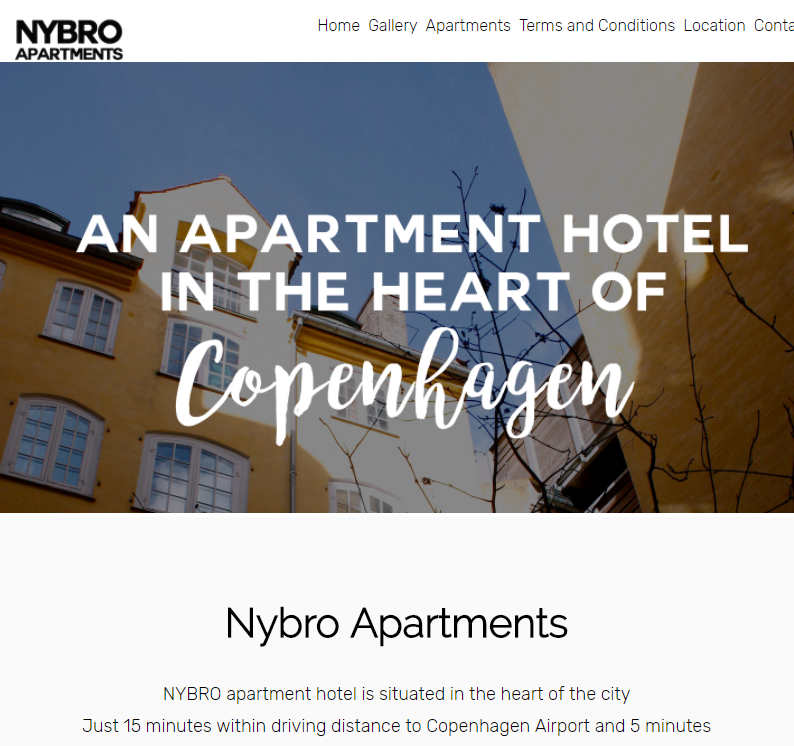 NYBRO
APARTMENTS
Home Gallery Apartments Terms and Conditions Location
AN APARTMENT HOTEL
IN THE HEART OF
Copenhagen
Nybro Apartments
NYBRO apartment hotel is situated in the heart of the city
Just 15 minutes within driving distance to Copenhagen Airport and 5 minutes